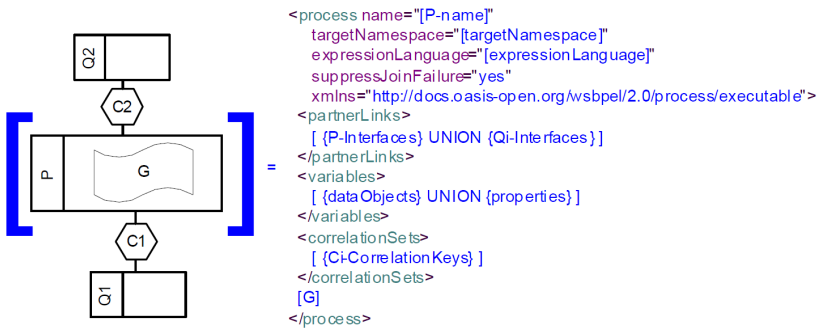 Q2
C2
P
G
C1
Q1
=
<process name="[P-name]"
targetNamespace="[targetNamespace]"
expressionLanguage="[expressionLanguage]"
suppressJoinFailure="yes"
xmlns="http://docs.oasis-open.org/wsbpel/2.0/process/executable">
<partnerLinks>
[ {P-Interfaces} UNION {Qi-Interfaces } ]
</partnerLinks>
<variables>
[ {dataObjects} UNION {properties} ]
</variables>
<correlationSets>
[ {Ci-CorrelationKeys} ]
</correlationSets>
[G]
</process>